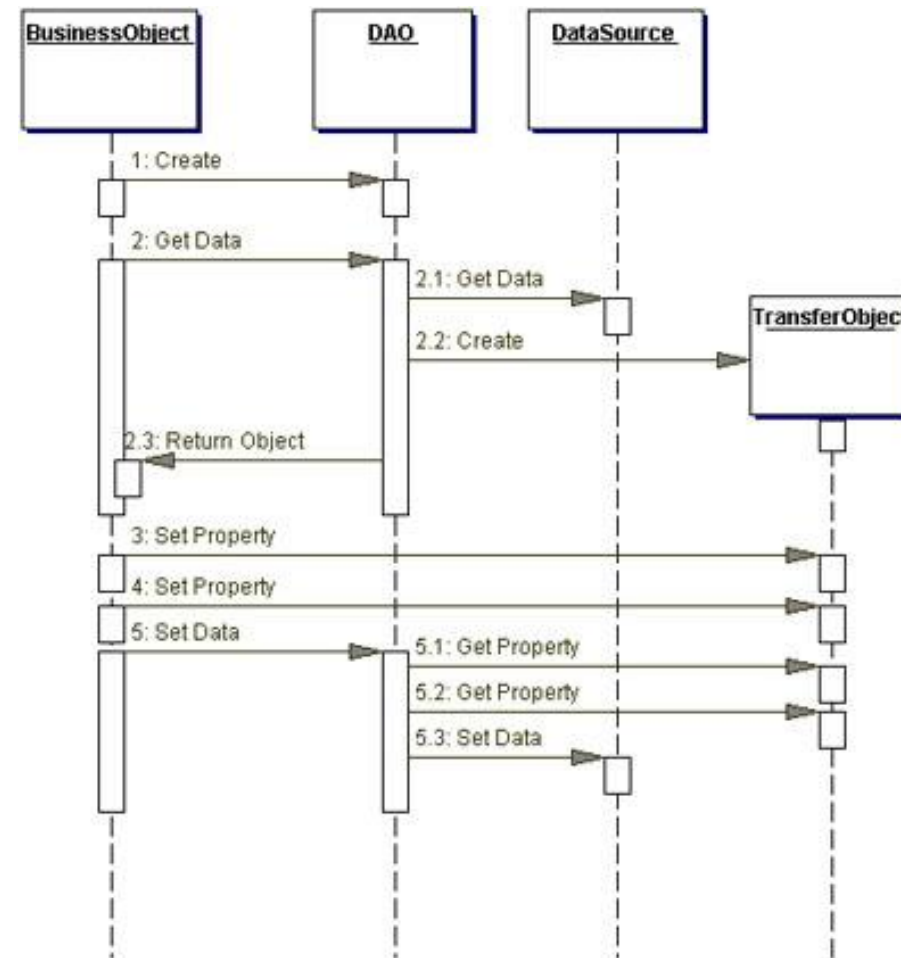 BusinessObject
DAO
DataSource
1: Create
2: Get Data
2.1: Get Data
TransferObjec
2.2: Create
2.3: Return Object
3: Set Property
4: Set Property
5: Set Data
5.1: Get Property
5.2: Get Property
5.3: Set Data